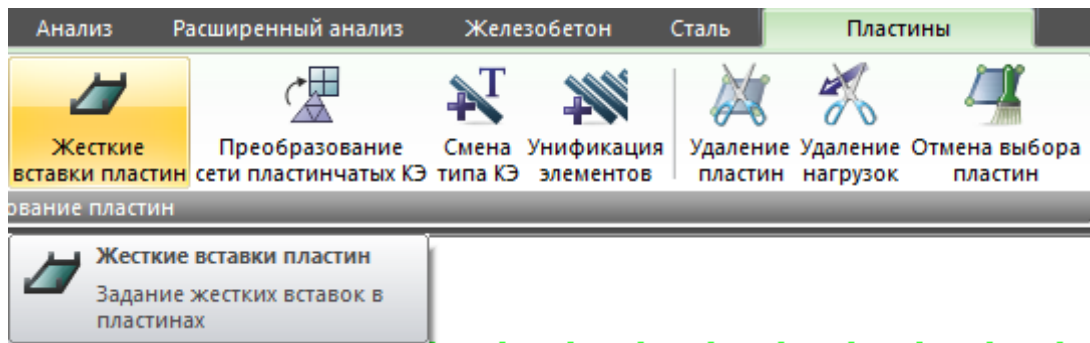 Анализ Расширенный анализ Железобетон Сталь Пластины
Жесткие Преобразование Смена Унификация Удаление Удаление Отмена выбора
вставки пластин сети пластинчатых КЭ типа КЭ элементов пластин нагрузок пластин
ование пластин
Жесткие вставки пластин
Задание жестких вставок в
пластинах